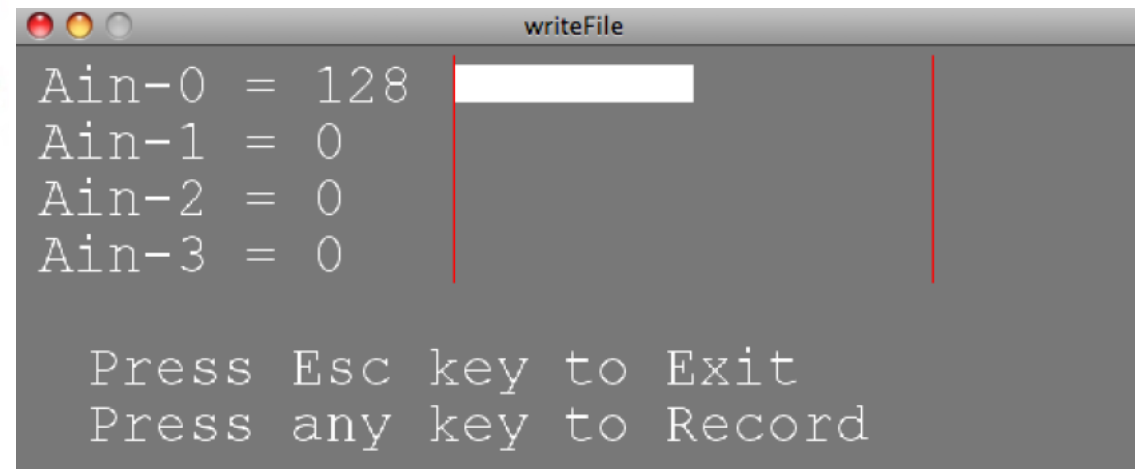 writeFile
Ain-0 = 128
Ain-1 = 0
Ain-2 = 0
Ain-3 = 0
Press Esc key to Exit
Press any key to Record